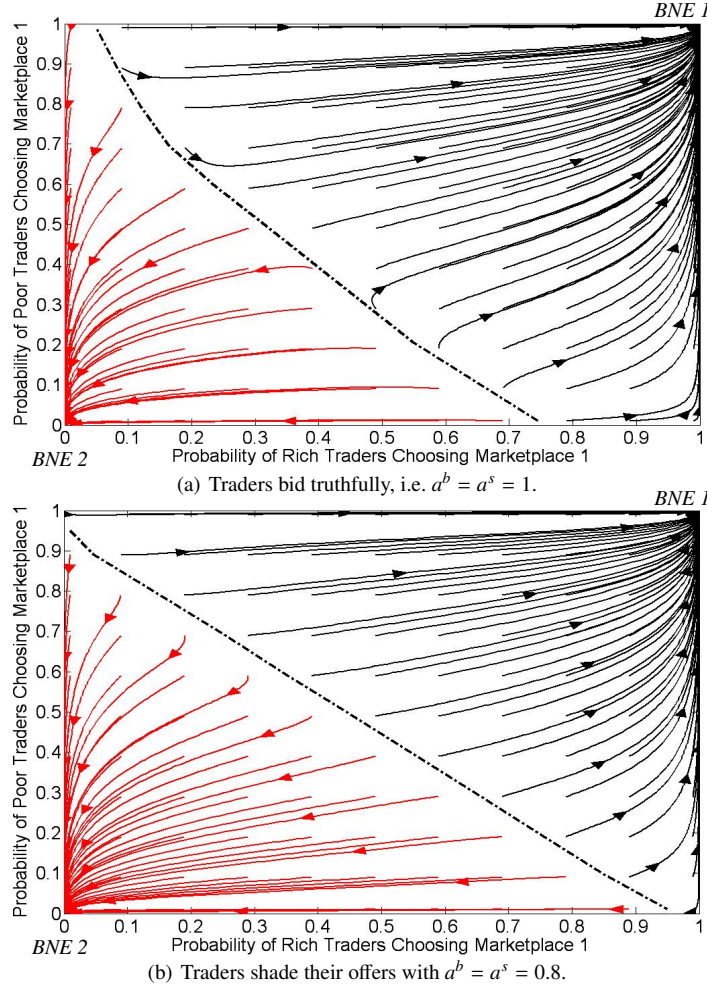 BNE 1
Probability of Poor Traders Choosing Marketplace 1
1
0.9
0.8
0.7
0.6
0.5
0.4
0.3
0.2
0.1
0
0 0.1 0.2 0.3 0.4 0.5 0.6 0.7 0.8 0.9 1
BNE 2 Probability of Rich Traders Choosing Marketplace 1
(a) Traders bid truthfully, i.e. a^b = a^s = 1.
BNE 1
Probability of Poor Traders Choosing Marketplace 1
1
0.9
0.8
0.7
0.6
0.5
0.4
0.3
0.2
0.1
0
0 0.1 0.2 0.3 0.4 0.5 0.6 0.7 0.8 0.9 1
BNE 2 Probability of Rich Traders Choosing Marketplace 1
(b) Traders shade their offers with a^b = a^s = 0.8.